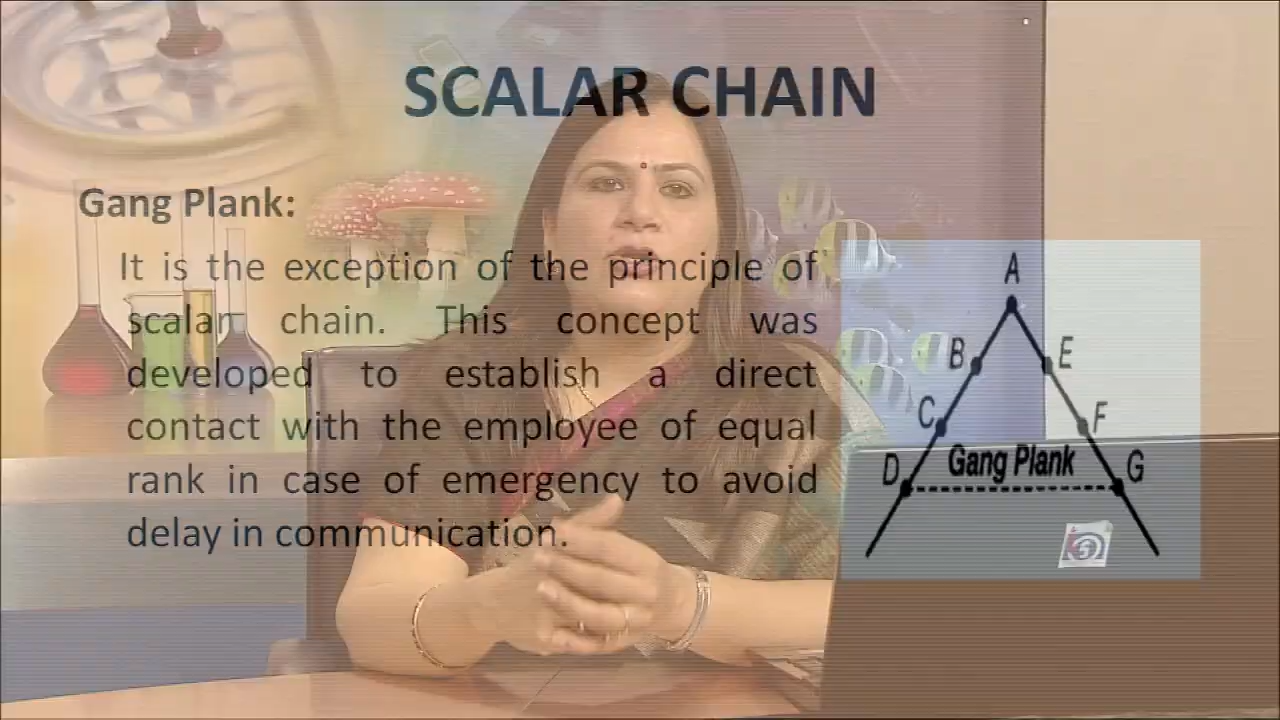 SCALAR CHAIN
Gang Plank:
It is the exception of the principle of
scalar chain. This concept was
developed to establish a direct
contact with the employee of equal
rank in case of emergency to avoid
delay in communication.
A
B
E
C
F
D
Gang Plank
G